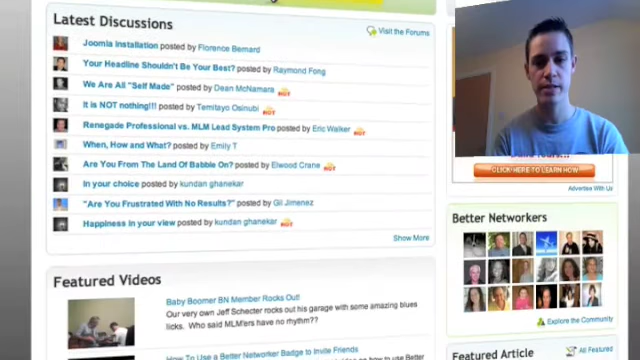 Latest Discussions
Visit the Forums
Joomla Installation posted by Florence Bernard
Your Headline Shouldn't Be Your Best? posted by Raymond Fong
We Are All "Self Made" posted by Dean McNamara HOT
It is NOT nothing!!! posted by Temitayo Osinubi HOT
Renegade Professional vs. MLM Lead System Pro posted by Eric Walker HOT
When, How and What? posted by Emily T
Are You From The Land Of Babble On? posted by Elwood Crane HOT
In your choice posted by kundan ghanekar
"Are You Frustrated With No Results?" posted by Gil Jimenez
Happiness in your view posted by kundan ghanekar HOT
Show More
CLICK HERE TO LEARN HOW
Advertise With Us
Better Networkers
Explore the Community
Featured Videos
Baby Boomer BN Member Rocks Out!
Our very own Jeff Schecter rocks out his garage with some amazing blues
licks. Who said MLM'ers have no rhythm??
How To Use a Better Networker Badge to Invite Friends
Featured Article
All Featured